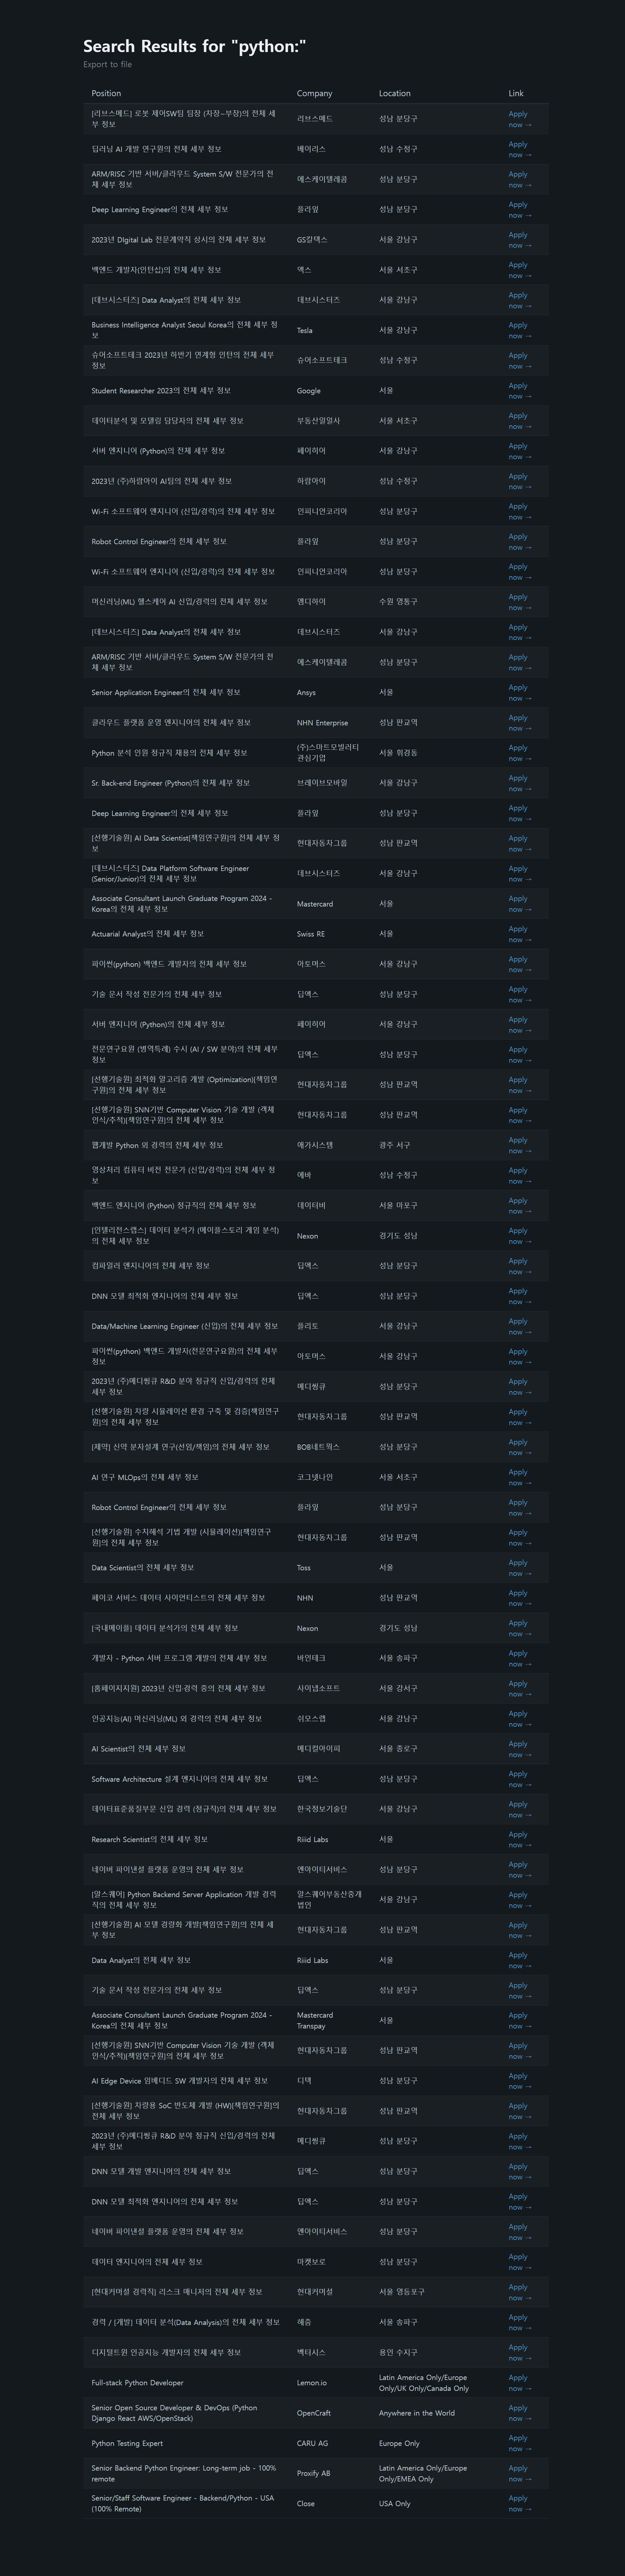 Search Results for "python:"
Export to file
Position Company Location Link
[리브스메드] 로봇 제어SW팀 팀장 (차장~부장)의 전체 세
부 정보 리브스메드 성남 분당구 Apply now →
딥러닝 AI 개발 연구원의 전체 세부 정보 베이리스 성남 수정구 Apply now →
ARM/RISC 기반 서버/클라우드 System S/W 전문가의 전
체 세부 정보 에스케이텔레콤 성남 분당구 Apply now →
Deep Learning Engineer의 전체 세부 정보 플라잎 성남 분당구 Apply now →
2023년 DIgital Lab 전문계약직 상시의 전체 세부 정보 GS칼텍스 서울 강남구 Apply now →
백엔드 개발자(인턴십)의 전체 세부 정보 엑스 서울 서초구 Apply now →
[데브시스터즈] Data Analyst의 전체 세부 정보 데브시스터즈 서울 강남구 Apply now →
Business Intelligence Analyst Seoul Korea의 전체 세부 정
보 Tesla 서울 강남구 Apply now →
슈어소프트테크 2023년 하반기 연계형 인턴의 전체 세부
정보 슈어소프트테크 성남 수정구 Apply now →
Student Researcher 2023의 전체 세부 정보 Google 서울 Apply now →
데이터분석 및 모델링 담당자의 전체 세부 정보 부동산일일사 서울 서초구 Apply now →
서버 엔지니어 (Python)의 전체 세부 정보 페이히어 서울 강남구 Apply now →
2023년 (주)하람아이 AI팀의 전체 세부 정보 하람아이 성남 수정구 Apply now →
Wi-Fi 소프트웨어 엔지니어 (신입/경력)의 전체 세부 정보 인피니언코리아 성남 분당구 Apply now →
Robot Control Engineer의 전체 세부 정보 플라잎 성남 분당구 Apply now →
Wi-Fi 소프트웨어 엔지니어 (신입/경력)의 전체 세부 정보 인피니언코리아 성남 분당구 Apply now →
머신러닝(ML) 헬스케어 AI 신입/경력의 전체 세부 정보 엠디하이 수원 영통구 Apply now →
[데브시스터즈] Data Analyst의 전체 세부 정보 데브시스터즈 서울 강남구 Apply now →
ARM/RISC 기반 서버/클라우드 System S/W 전문가의 전
체 세부 정보 에스케이텔레콤 성남 분당구 Apply now →
Senior Application Engineer의 전체 세부 정보 Ansys 서울 Apply now →
클라우드 플랫폼 운영 엔지니어의 전체 세부 정보 NHN Enterprise 성남 판교역 Apply now →
Python 분석 인원 정규직 채용의 전체 세부 정보 (주)스마트모빌리티
관심기업 서울 휘경동 Apply now →
Sr. Back-end Engineer (Python)의 전체 세부 정보 브레이브모바일 서울 강남구 Apply now →
Deep Learning Engineer의 전체 세부 정보 플라잎 성남 분당구 Apply now →
[선행기술원] AI Data Scientist[책임연구원]의 전체 세부 정
보 현대자동차그룹 성남 판교역 Apply now →
[데브시스터즈] Data Platform Software Engineer
(Senior/Junior)의 전체 세부 정보 데브시스터즈 서울 강남구 Apply now →
Associate Consultant Launch Graduate Program 2024 -
Korea의 전체 세부 정보 Mastercard 서울 Apply now →
Actuarial Analyst의 전체 세부 정보 Swiss RE 서울 Apply now →
파이썬(python) 백엔드 개발자의 전체 세부 정보 아토머스 서울 강남구 Apply now →
기술 문서 작성 전문가의 전체 세부 정보 딥엑스 성남 분당구 Apply now →
서버 엔지니어 (Python)의 전체 세부 정보 페이히어 서울 강남구 Apply now →
전문연구요원 (병역특례) 수시 (AI / SW 분야)의 전체 세부
정보 딥엑스 성남 분당구 Apply now →
[선행기술원] 최적화 알고리즘 개발 (Optimization)[책임연
구원]의 전체 세부 정보 현대자동차그룹 성남 판교역 Apply now →
[선행기술원] SNN기반 Computer Vision 기술 개발 (객체
인식/추적)[책임연구원]의 전체 세부 정보 현대자동차그룹 성남 판교역 Apply now →
웹개발 Python 외 경력의 전체 세부 정보 애가시스템 광주 서구 Apply now →
영상처리 컴퓨터 비전 전문가 (신입/경력)의 전체 세부 정
보 에바 성남 수정구 Apply now →
백엔드 엔지니어 (Python) 정규직의 전체 세부 정보 데이터비 서울 마포구 Apply now →
[인텔리전스랩스] 데이터 분석가 (메이플스토리 게임 분석)
의 전체 세부 정보 Nexon 경기도 성남 Apply now →
컴파일러 엔지니어의 전체 세부 정보 딥엑스 성남 분당구 Apply now →
DNN 모델 최적화 엔지니어의 전체 세부 정보 딥엑스 성남 분당구 Apply now →
Data/Machine Learning Engineer (신입)의 전체 세부 정보 플리토 서울 강남구 Apply now →
파이썬(python) 백엔드 개발자(전문연구요원)의 전체 세부
정보 아토머스 서울 강남구 Apply now →
2023년 (주)메디씽큐 R&D 분야 정규직 신입/경력의 전체
세부 정보 메디씽큐 성남 분당구 Apply now →
[선행기술원] 차량 시뮬레이션 환경 구축 및 검증[책임연구
원]의 전체 세부 정보 현대자동차그룹 성남 판교역 Apply now →
[제약] 신약 분자설계 연구(선임/책임)의 전체 세부 정보 BOB네트웍스 성남 분당구 Apply now →
AI 연구 MLOps의 전체 세부 정보 코그넷나인 서울 서초구 Apply now →
Robot Control Engineer의 전체 세부 정보 플라잎 성남 분당구 Apply now →
[선행기술원] 수치해석 기법 개발 (시뮬레이션)[책임연구
원]의 전체 세부 정보 현대자동차그룹 성남 판교역 Apply now →
Data Scientist의 전체 세부 정보 Toss 서울 Apply now →
페이코 서비스 데이터 사이언티스트의 전체 세부 정보 NHN 성남 판교역 Apply now →
[국내메이플] 데이터 분석가의 전체 세부 정보 Nexon 경기도 성남 Apply now →
개발자 - Python 서버 프로그램 개발의 전체 세부 정보 바인테크 서울 송파구 Apply now →
[홈페이지지원] 2023년 신입·경력 중의 전체 세부 정보 사이냅소프트 서울 강서구 Apply now →
인공지능(AI) 머신러닝(ML) 외 경력의 전체 세부 정보 쉬모스랩 서울 강남구 Apply now →
AI Scientist의 전체 세부 정보 메디컬아이피 서울 종로구 Apply now →
Software Architecture 설계 엔지니어의 전체 세부 정보 딥엑스 성남 분당구 Apply now →
데이터표준품질부문 신입 경력 (정규직)의 전체 세부 정보 한국정보기술단 서울 강남구 Apply now →
Research Scientist의 전체 세부 정보 Riiid Labs 서울 Apply now →
네이버 파이낸셜 플랫폼 운영의 전체 세부 정보 엔아이티서비스 성남 분당구 Apply now →
[알스퀘어] Python Backend Server Application 개발 경력
직의 전체 세부 정보 알스퀘어부동산중개
법인 서울 강남구 Apply now →
[선행기술원] AI 모델 경량화 개발[책임연구원]의 전체 세
부 정보 현대자동차그룹 성남 판교역 Apply now →
Data Analyst의 전체 세부 정보 Riiid Labs 서울 Apply now →
기술 문서 작성 전문가의 전체 세부 정보 딥엑스 성남 분당구 Apply now →
Associate Consultant Launch Graduate Program 2024 -
Korea의 전체 세부 정보 Mastercard
Transpay 서울 Apply now →
[선행기술원] SNN기반 Computer Vision 기술 개발 (객체
인식/추적)[책임연구원]의 전체 세부 정보 현대자동차그룹 성남 판교역 Apply now →
AI Edge Device 임베디드 SW 개발자의 전체 세부 정보 디텍 성남 분당구 Apply now →
[선행기술원] 차량용 SoC 반도체 개발 (HW)[책임연구원]의
전체 세부 정보 현대자동차그룹 성남 판교역 Apply now →
2023년 (주)메디씽큐 R&D 분야 정규직 신입/경력의 전체
세부 정보 메디씽큐 성남 분당구 Apply now →
DNN 모델 개발 엔지니어의 전체 세부 정보 딥엑스 성남 분당구 Apply now →
DNN 모델 최적화 엔지니어의 전체 세부 정보 딥엑스 성남 분당구 Apply now →
네이버 파이낸셜 플랫폼 운영의 전체 세부 정보 엔아이티서비스 성남 분당구 Apply now →
데이터 엔지니어의 전체 세부 정보 마켓보로 성남 분당구 Apply now →
[현대커머셜 경력직] 리스크 매니저의 전체 세부 정보 현대커머셜 서울 영등포구 Apply now →
경력 / [개발] 데이터 분석(Data Analysis)의 전체 세부 정보 해줌 서울 송파구 Apply now →
디지털트윈 인공지능 개발자의 전체 세부 정보 벡터시스 용인 수지구 Apply now →
Full-stack Python Developer Lemon.io Latin America Only/Europe
Only/UK Only/Canada Only Apply now →
Senior Open Source Developer & DevOps (Python
Django React AWS/OpenStack) OpenCraft Anywhere in the World Apply now →
Python Testing Expert CARU AG Europe Only Apply now →
Senior Backend Python Engineer: Long-term job - 100%
remote Proxify AB Latin America Only/Europe
Only/EMEA Only Apply now →
Senior/Staff Software Engineer - Backend/Python - USA
(100% Remote) Close USA Only Apply now →